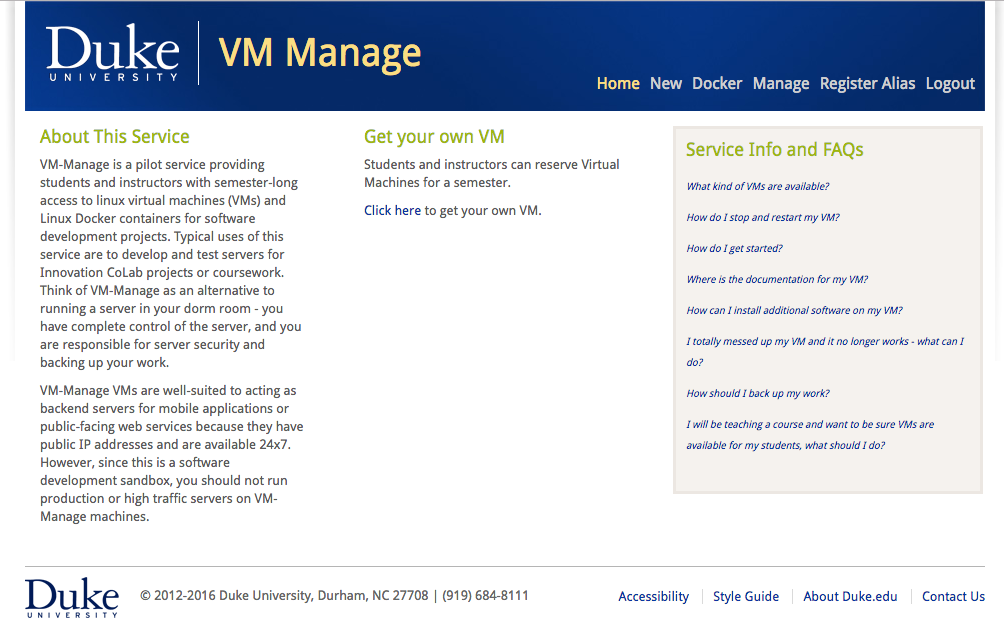 Duke
UNIVERSITY
VM Manage
Home New Docker Manage Register Alias Logout
About This Service
VM-Manage is a pilot service providing
students and instructors with semester-long
access to linux virtual machines (VMs) and
Linux Docker containers for software
development projects. Typical uses of this
service are to develop and test servers for
Innovation CoLab projects or coursework.
Think of VM-Manage as an alternative to
running a server in your dorm room - you
have complete control of the server, and you
are responsible for server security and
backing up your work.
VM-Manage VMs are well-suited to acting as
backend servers for mobile applications or
public-facing web services because they have
public IP addresses and are available 24x7.
However, since this is a software
development sandbox, you should not run
production or high traffic servers on VM-
Manage machines.
Get your own VM
Students and instructors can reserve Virtual
Machines for a semester.
Click here to get your own VM.
Service Info and FAQs
What kind of VMs are available?
How do I stop and restart my VM?
How do I get started?
Where is the documentation for my VM?
How can I install additional software on my VM?
I totally messed up my VM and it no longer works - what can I
do?
How should I back up my work?
I will be teaching a course and want to be sure VMs are
available for my students, what should I do?
Duke
UNIVERSITY
© 2012-2016 Duke University, Durham, NC 27708 | (919) 684-8111
Accessibility Style Guide About Duke.edu Contact Us